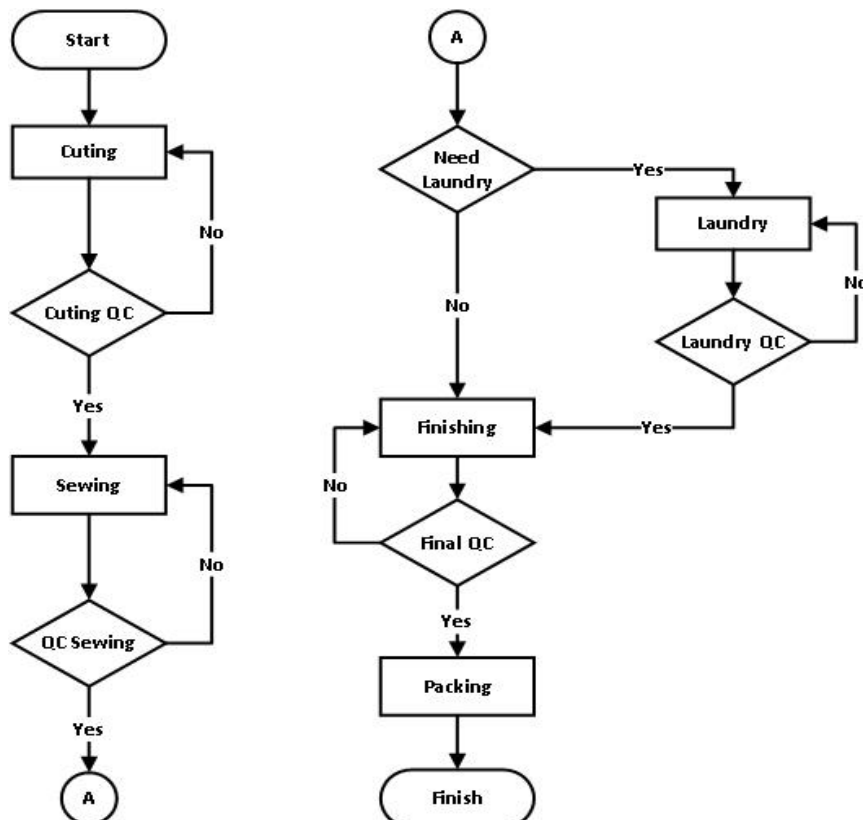 Start
Cuting
No
Cuting QC
Yes
Sewing
No
QC Sewing
Yes
A
A
Need
Laundry
Yes
Laundry
No
No
Laundry QC
Finishing
Yes
No
Final QC
Yes
Packing
Finish